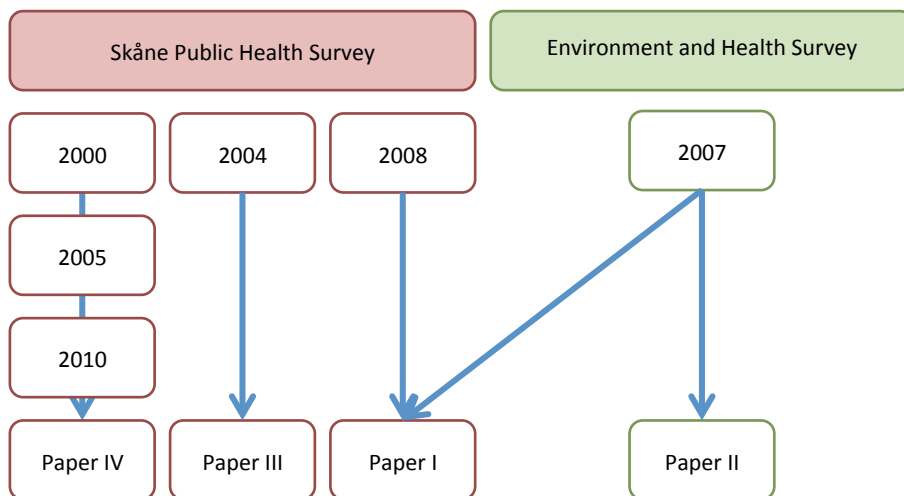 Skåne Public Health Survey
Environment and Health Survey
2000
2004
2008
2007
2005
2010
Paper IV
Paper III
Paper I
Paper II